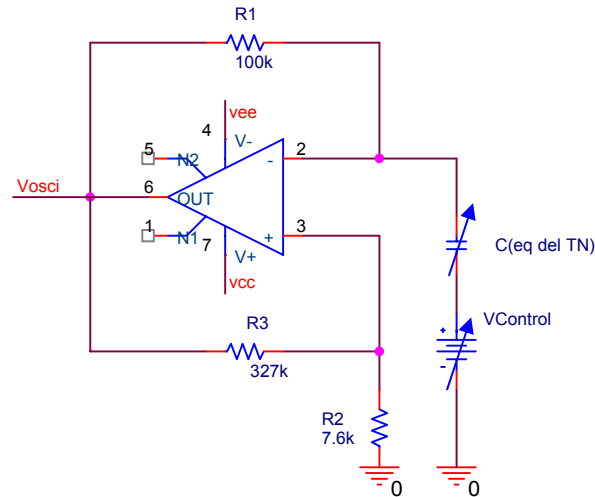 R1
100k
vee
4
V-
5
N2
2
-
Vosci
6
OUT
1
N1
3
+
7
V+
vcc
C(eq del TN)
VControl
+
-
R3
327k
R2
7.6k
0
0